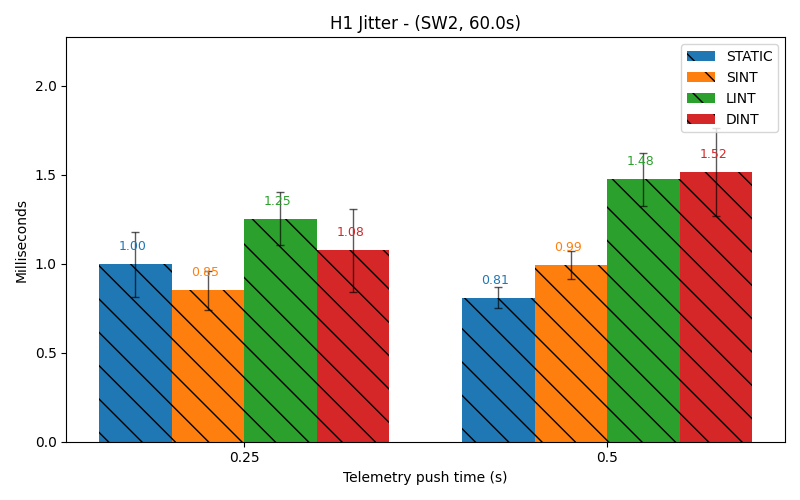 H1 Jitter - (SW2, 60.0s)
STATIC
SINT
LINT
DINT
2.0
1.5
1.0
0.5
0.0
Milliseconds
1.00
0.85
1.25
1.08
0.81
0.99
1.48
1.52
0.25
0.5
Telemetry push time (s)